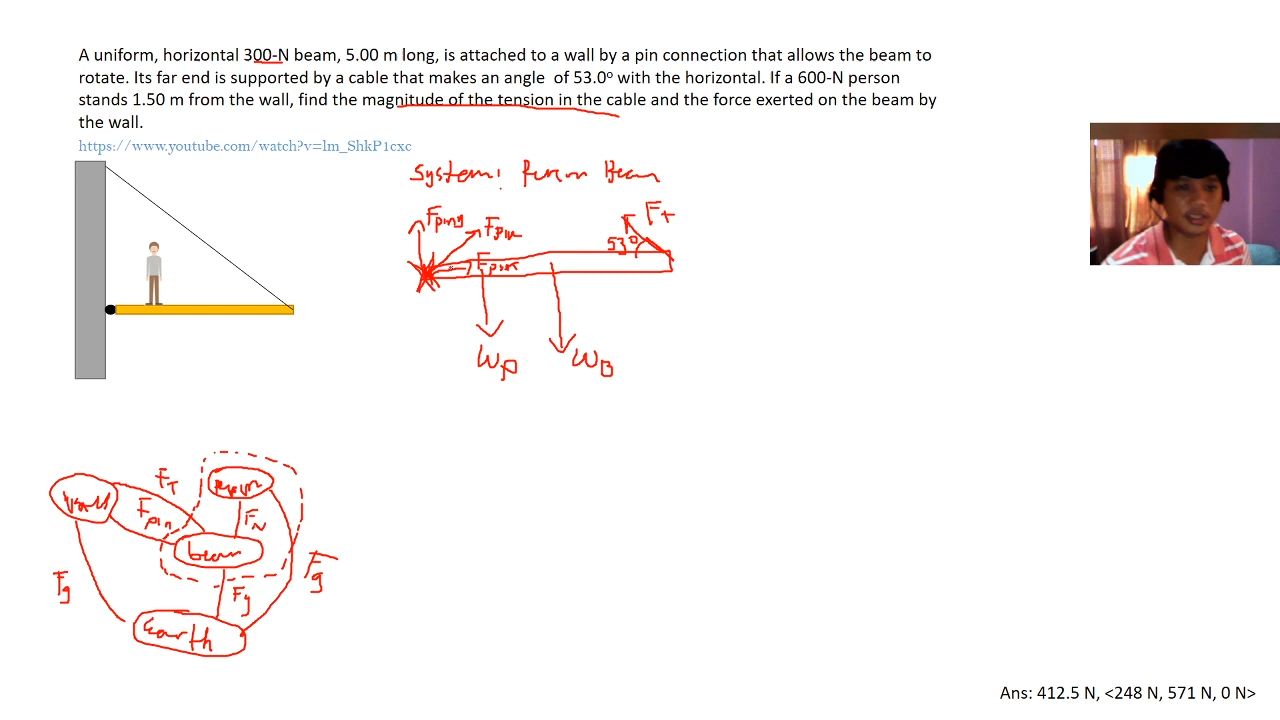 A uniform, horizontal 300-N beam, 5.00 m long, is attached to a wall by a pin connection that allows the beam to
rotate. Its far end is supported by a cable that makes an angle of 53.0° with the horizontal. If a 600-N person
stands 1.50 m from the wall, find the magnitude of the tension in the cable and the force exerted on the beam by
the wall.
https://www.youtube.com/watch?v=lm_ShkP1cxc
System: Person Beam
Fpiny
Fpin
Fpinx
53°
Ft
Wp
WB
FT
person
wall
Fpin
FN
beam
Fg
Fg
Fg
Earth
Ans: 412.5 N, <248 N, 571 N, 0 N>